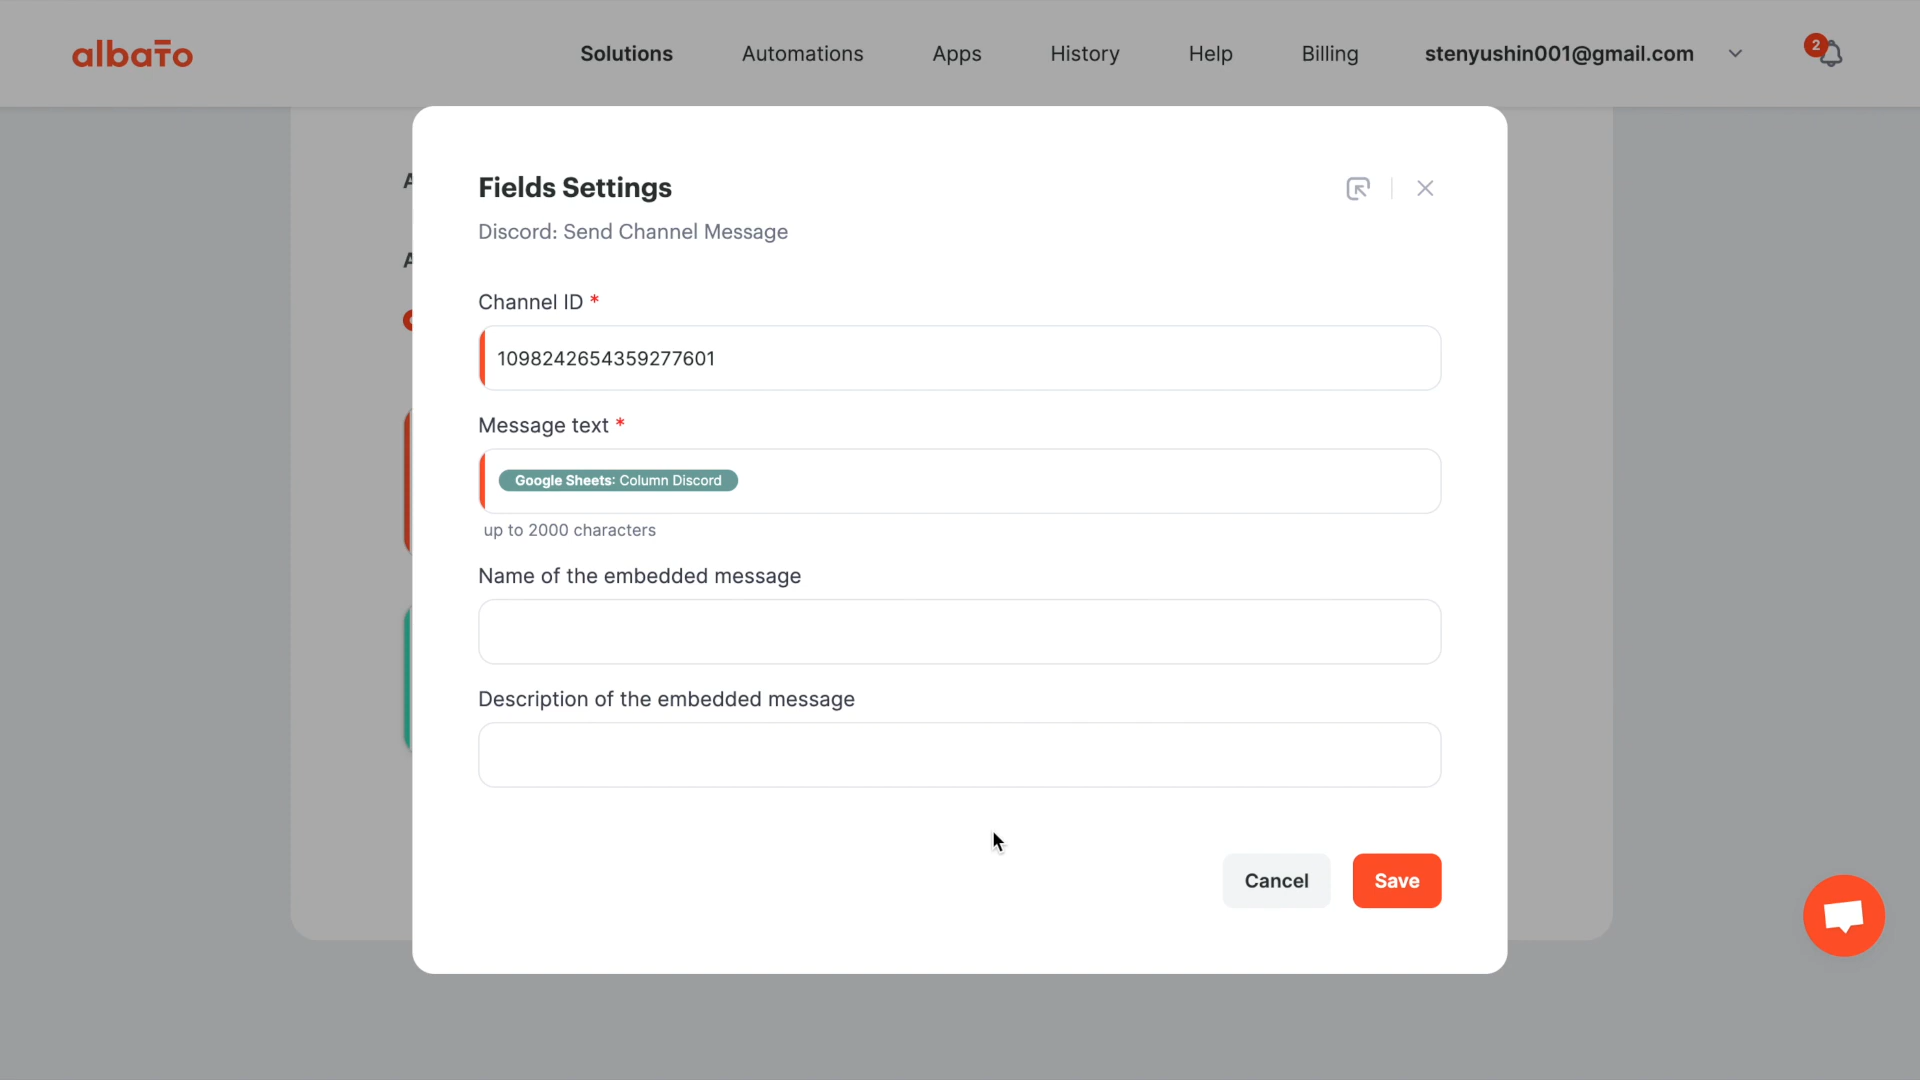 albato
Solutions
Automations
Apps
History
Help
Billing
stenyushin001@gmail.com
2
Fields Settings
Discord: Send Channel Message
Channel ID *
1098242654359277601
Message text *
Google Sheets: Column Discord
up to 2000 characters
Name of the embedded message
Description of the embedded message
Cancel
Save